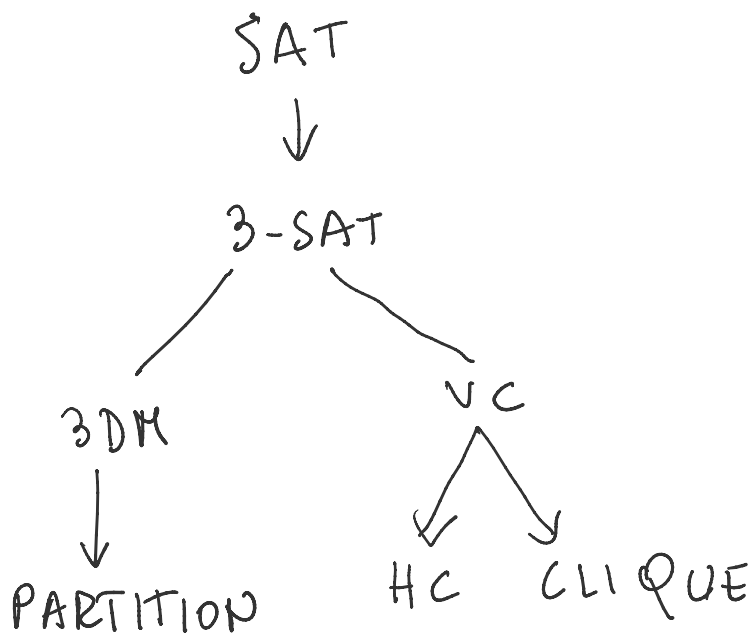 SAT
3-SAT
3DM
VC
PARTITION
HC
CLIQUE